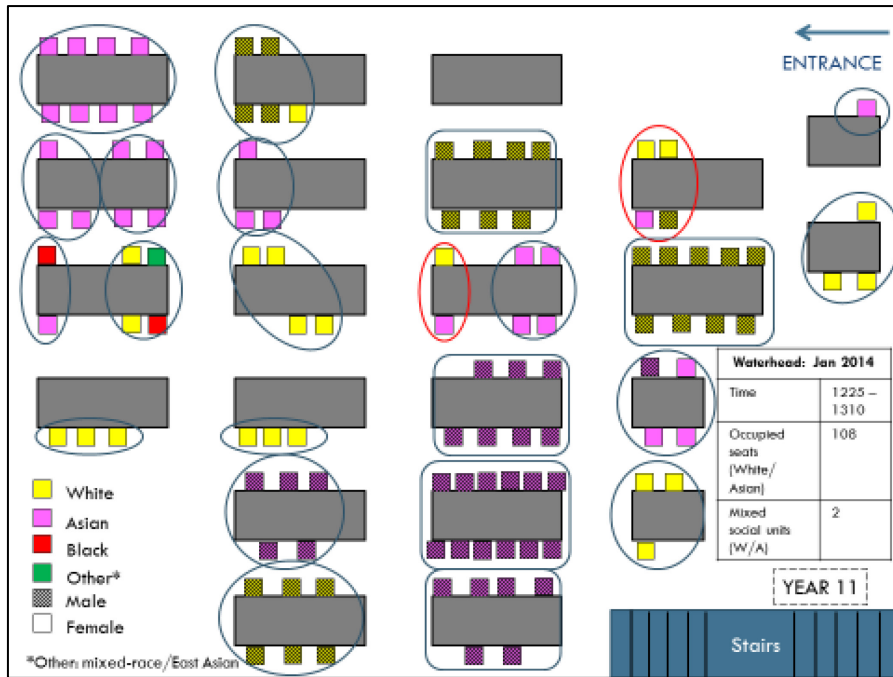 ENTRANCE
Waterhead: Jan 2014
Time
1225 –
1310
Occupied
seats
(White/
Asian)
108
Mixed
social units
(W/A)
2
White
Asian
Black
Other*
Male
Female
*Other: mixed-race/East Asian
YEAR 11
Stairs